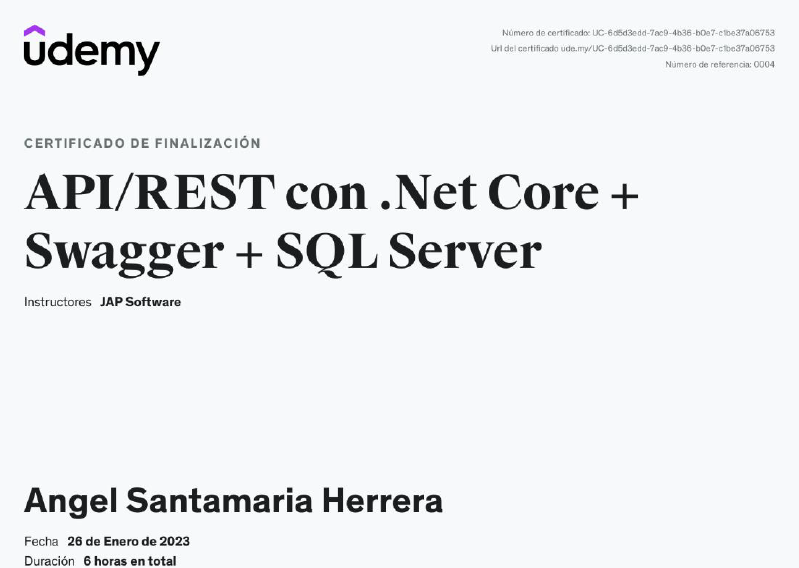 udemy
Número de certificado: UC-6d5d3edd-7ac9-4b36-b0e7-c1be37a06753
Url del certificado ude.my/UC-6d5d3edd-7ac9-4b36-b0e7-c1be37a06753
Número de referencia: 0004
CERTIFICADO DE FINALIZACIÓN
API/REST con .Net Core +
Swagger + SQL Server
Instructores JAP Software
Angel Santamaria Herrera
Fecha 26 de Enero de 2023
Duración 6 horas en total